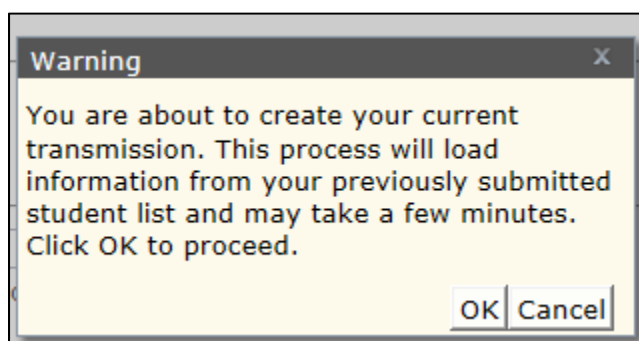 Warning x
You are about to create your current
transmission. This process will load
information from your previously submitted
student list and may take a few minutes.
Click OK to proceed.
OK Cancel